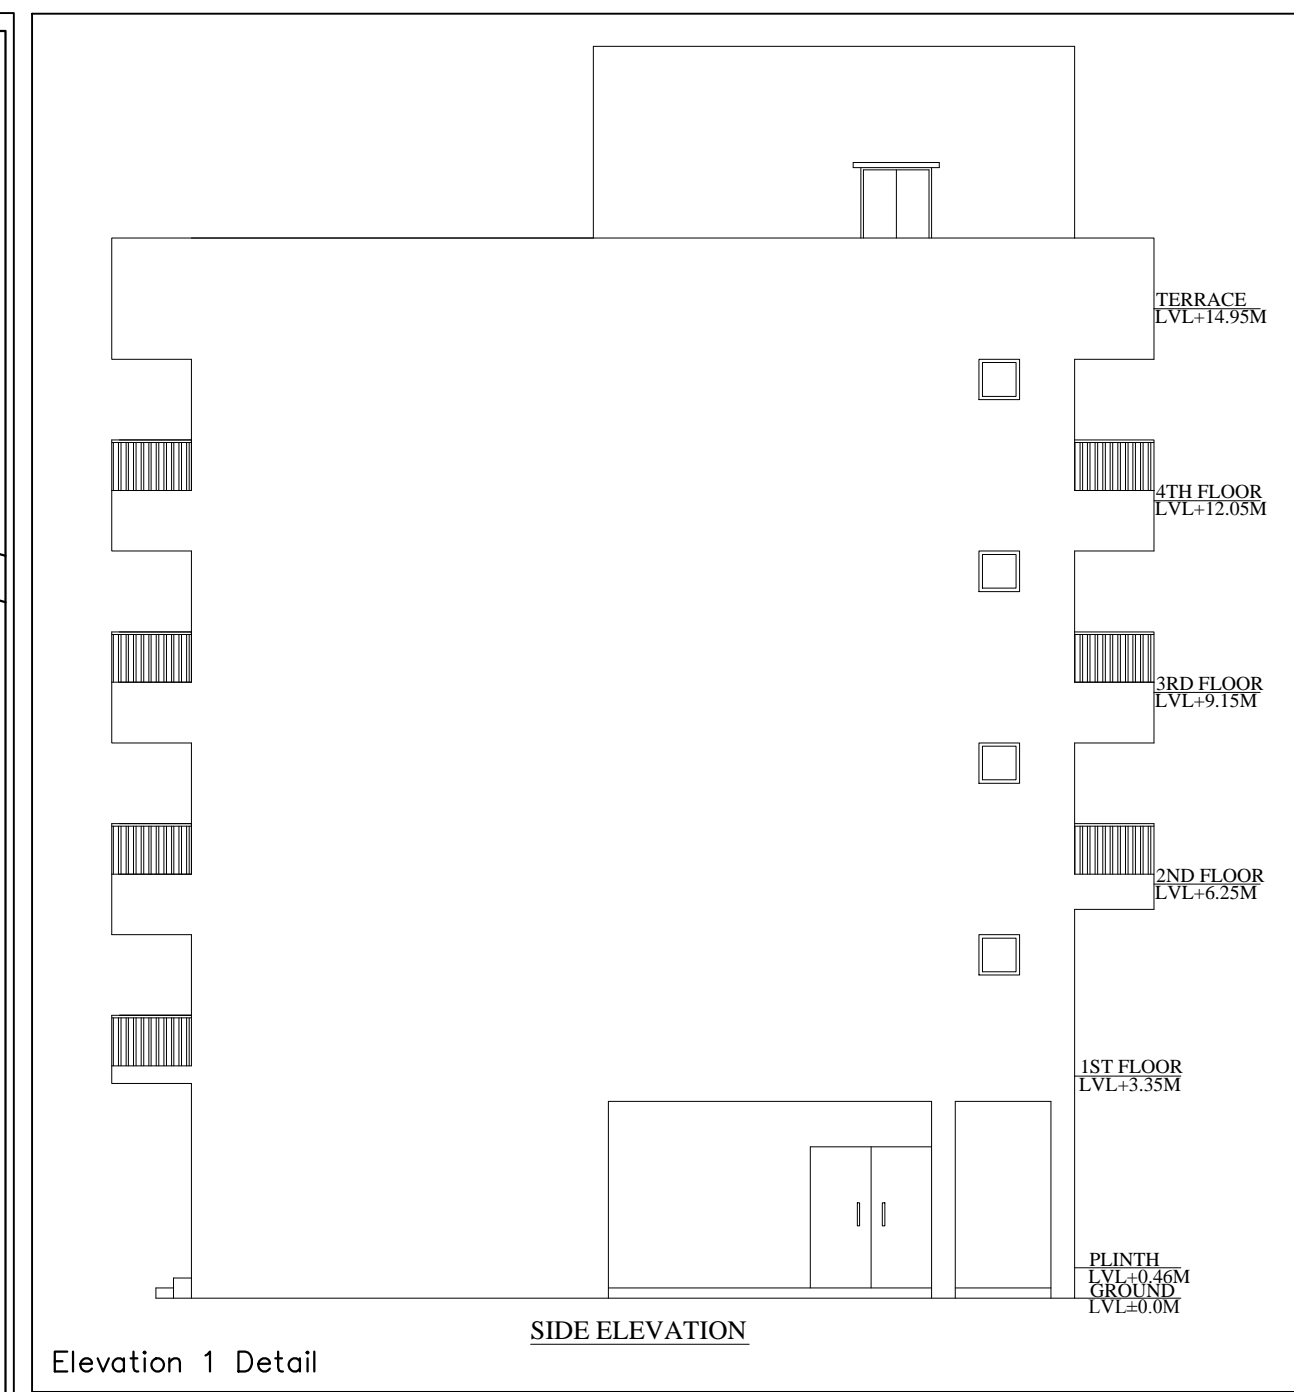 TERRACE
LVL+14.95M
4TH FLOOR
LVL+12.05M
3RD FLOOR
LVL+9.15M
2ND FLOOR
LVL+6.25M
1ST FLOOR
LVL+3.35M
PLINTH
LVL+0.46M
GROUND
LVL±0.0M
SIDE ELEVATION
Elevation 1 Detail